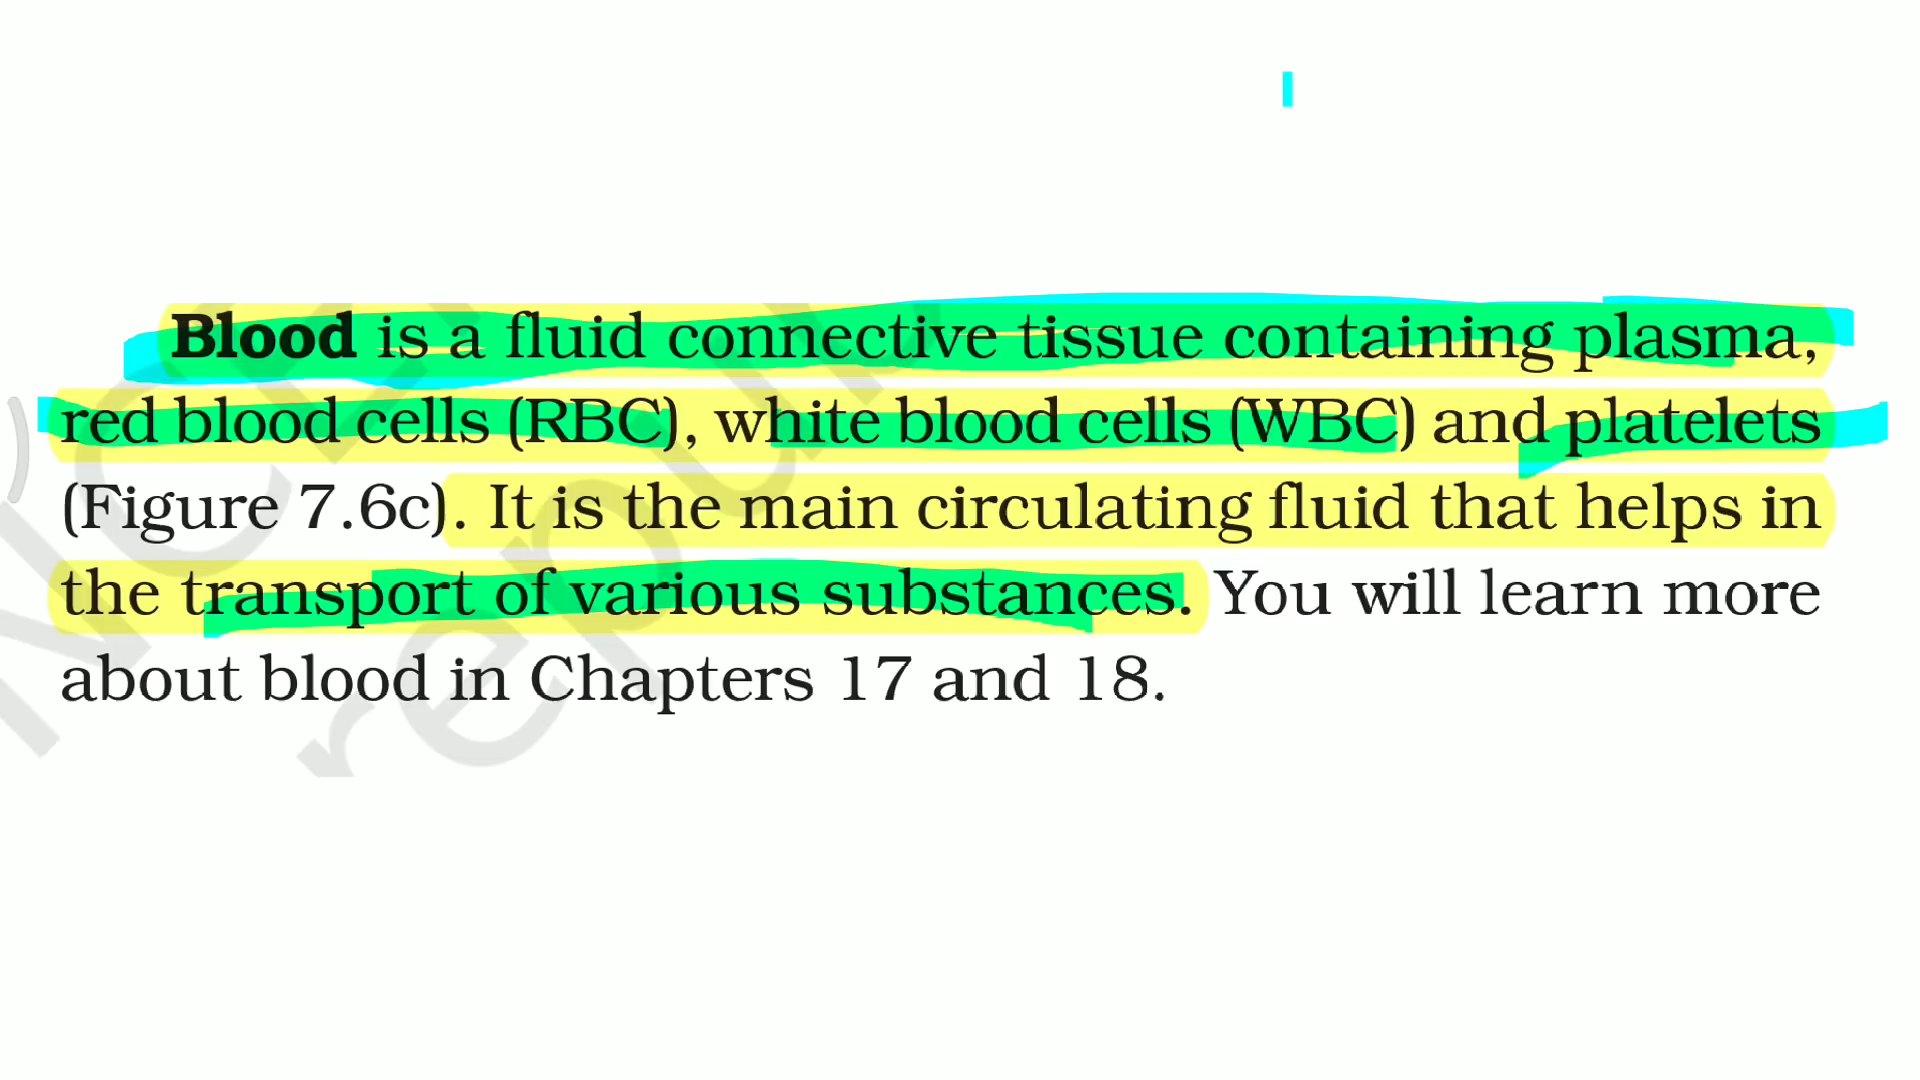 Blood is a fluid connective tissue containing plasma,
red blood cells (RBC), white blood cells (WBC) and platelets
(Figure 7.6c). It is the main circulating fluid that helps in
the transport of various substances. You will learn more
about blood in Chapters 17 and 18.